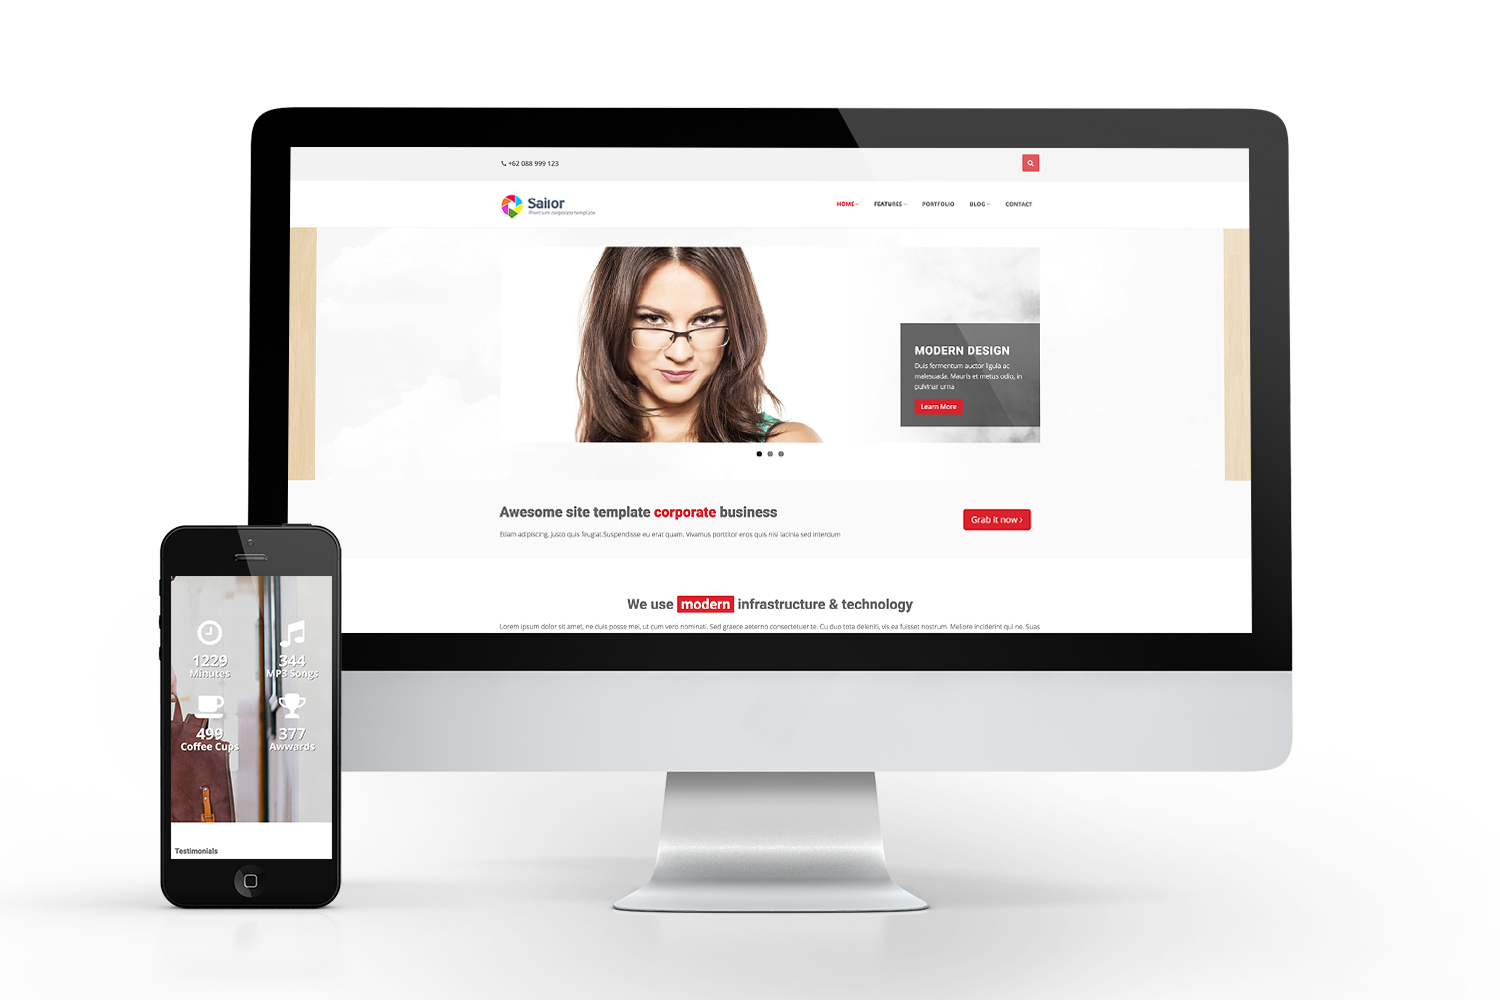 +62 088 999 123
Sailor
Premium corporate template
HOME
FEATURES
PORTFOLIO
BLOG
CONTACT
MODERN DESIGN
Duis fermentum auctor ligula ac
malesuada. Mauris et metus odio, in
pulvinar urna
Learn More
Awesome site template corporate business
Etiam adipiscing, justo quis feugiat.Suspendisse eu erat quam. Vivamus porttitor eros quis nisi lacinia sed interdum
Grab it now
We use modern infrastructure & technology
Lorem ipsum dolor sit amet, ne duis posse mei, ut cum vero nominati. Sed graece aeterno consectetuer te. Cu duo tota deleniti, vis ea fuisset nostrum. Meliore inciderint qui ne. Suas
1229
Minutes
344
MP3 Songs
499
Coffee Cups
377
Awwards
Testimonials